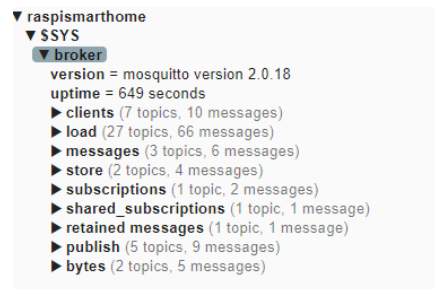 ▼ raspismarthome
▼ $SYS
▼ broker
version = mosquitto version 2.0.18
uptime = 649 seconds
▶ clients (7 topics, 10 messages)
▶ load (27 topics, 66 messages)
▶ messages (3 topics, 6 messages)
▶ store (2 topics, 4 messages)
▶ subscriptions (1 topic, 2 messages)
▶ shared_subscriptions (1 topic, 1 message)
▶ retained messages (1 topic, 1 message)
▶ publish (5 topics, 9 messages)
▶ bytes (2 topics, 5 messages)